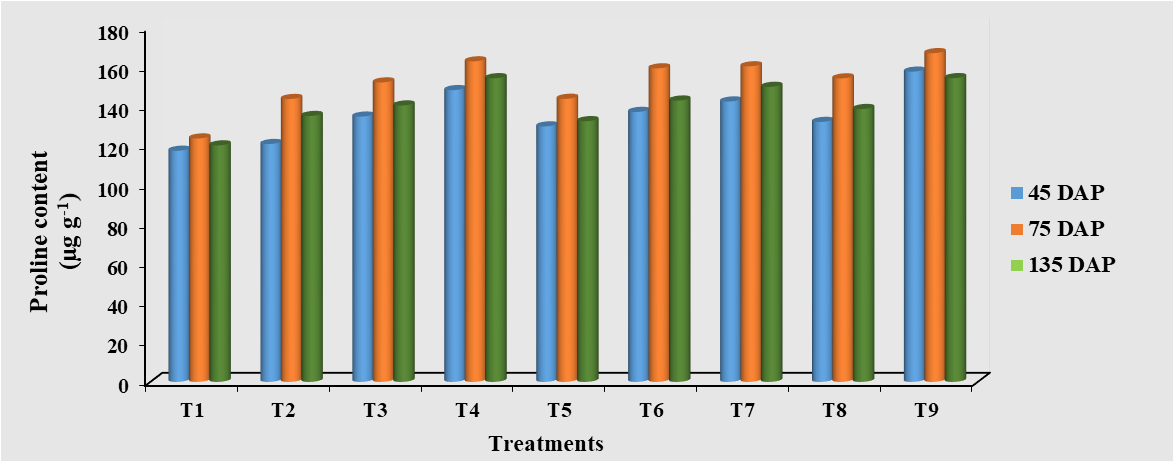 180
160
140
120
100
80
60
40
20
0
Proline content
(µg g-1)
T1 T2 T3 T4 T5 T6 T7 T8 T9
Treatments
45 DAP
75 DAP
135 DAP